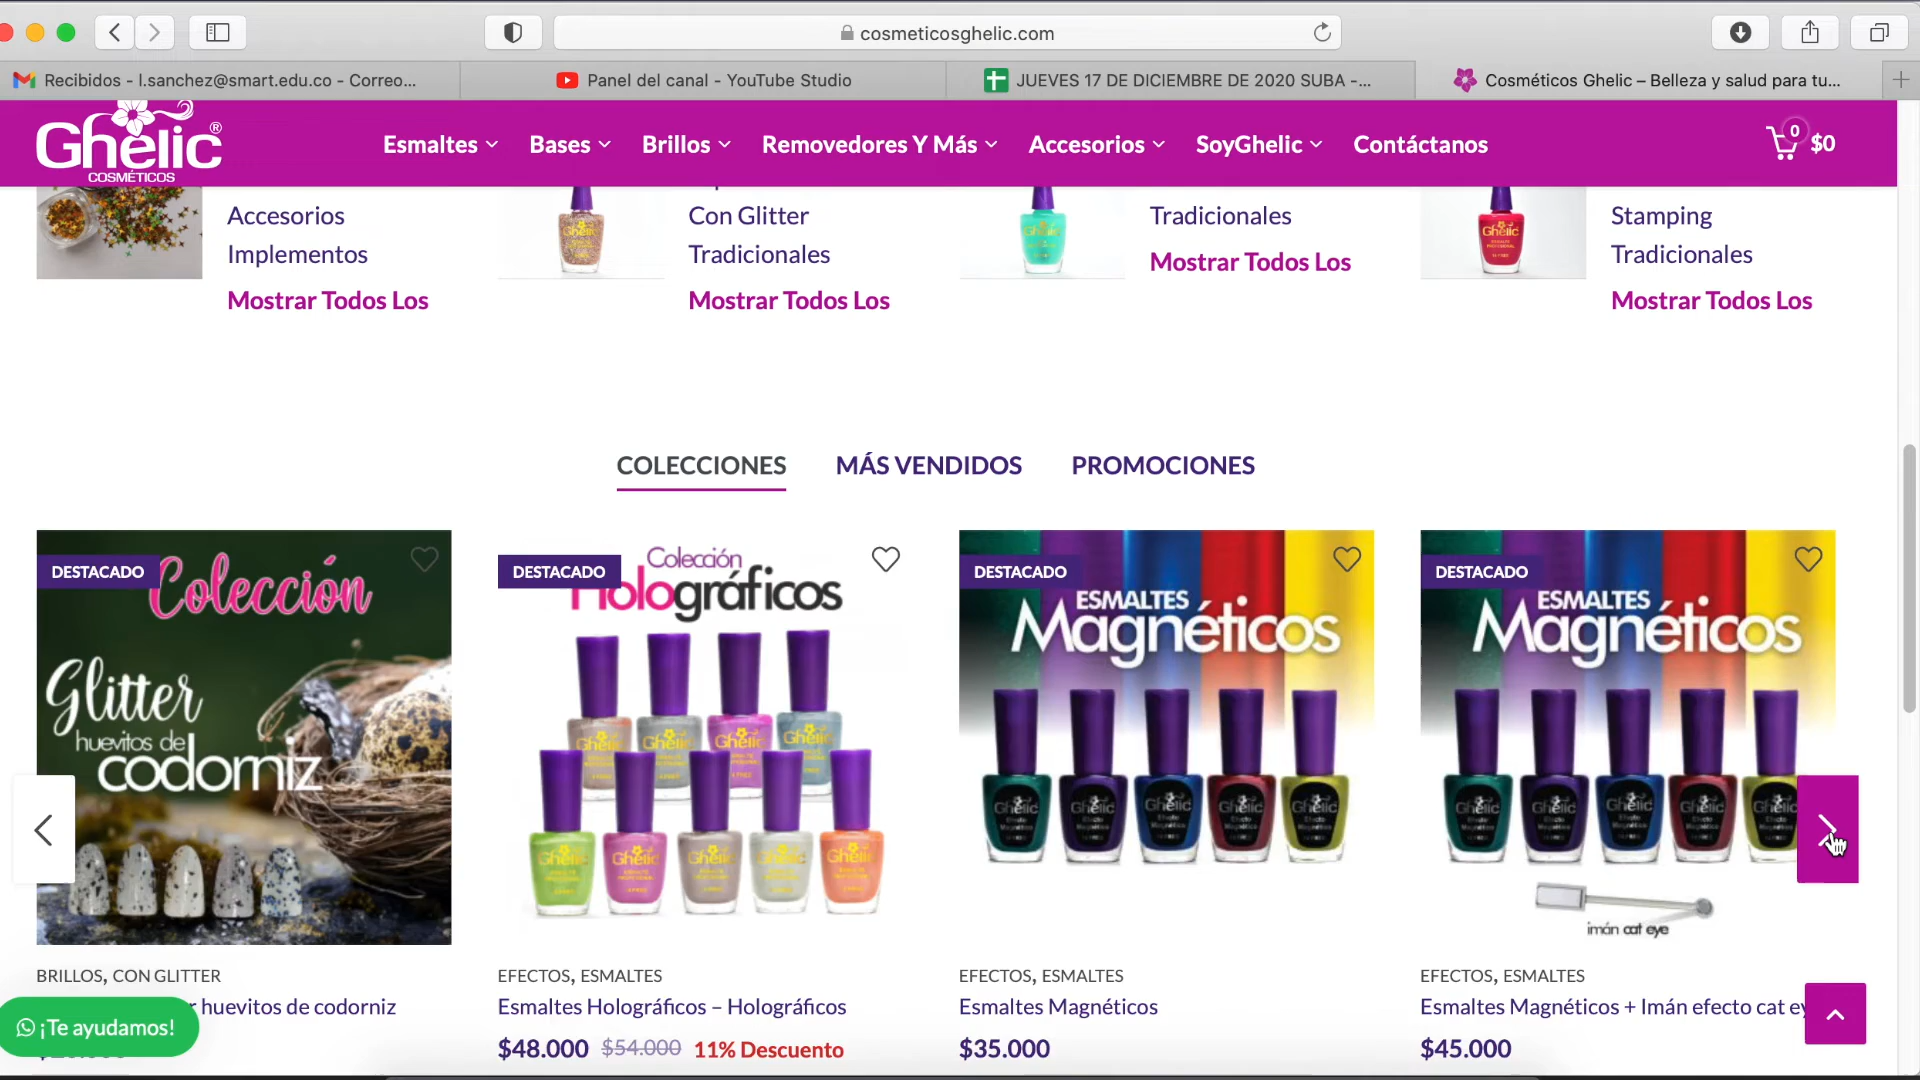 cosmeticosghelic.com
Recibidos - l.sanchez@smart.edu.co - Correo...
Panel del canal - YouTube Studio
JUEVES 17 DE DICIEMBRE DE 2020 SUBA -...
Cosméticos Ghelic – Belleza y salud para tu...
Ghelic®
COSMÉTICOS
Esmaltes
Bases
Brillos
Removedores Y Más
Accesorios
SoyGhelic
Contáctanos
0
$0
Accesorios
Implementos
Mostrar Todos Los
Con Glitter
Tradicionales
Mostrar Todos Los
Tradicionales
Mostrar Todos Los
Stamping
Tradicionales
Mostrar Todos Los
COLECCIONES
MÁS VENDIDOS
PROMOCIONES
DESTACADO
Colección
Glitter
huevitos de
codorniz
DESTACADO
Colección
Holográficos
DESTACADO
ESMALTES
Magnéticos
DESTACADO
ESMALTES
Magnéticos
imán cat eye
BRILLOS, CON GLITTER
huevitos de codorniz
EFECTOS, ESMALTES
Esmaltes Holográficos – Holográficos
$48.000 $54.000 11% Descuento
EFECTOS, ESMALTES
Esmaltes Magnéticos
$35.000
EFECTOS, ESMALTES
Esmaltes Magnéticos + Imán efecto cat ey
$45.000
¡Te ayudamos!